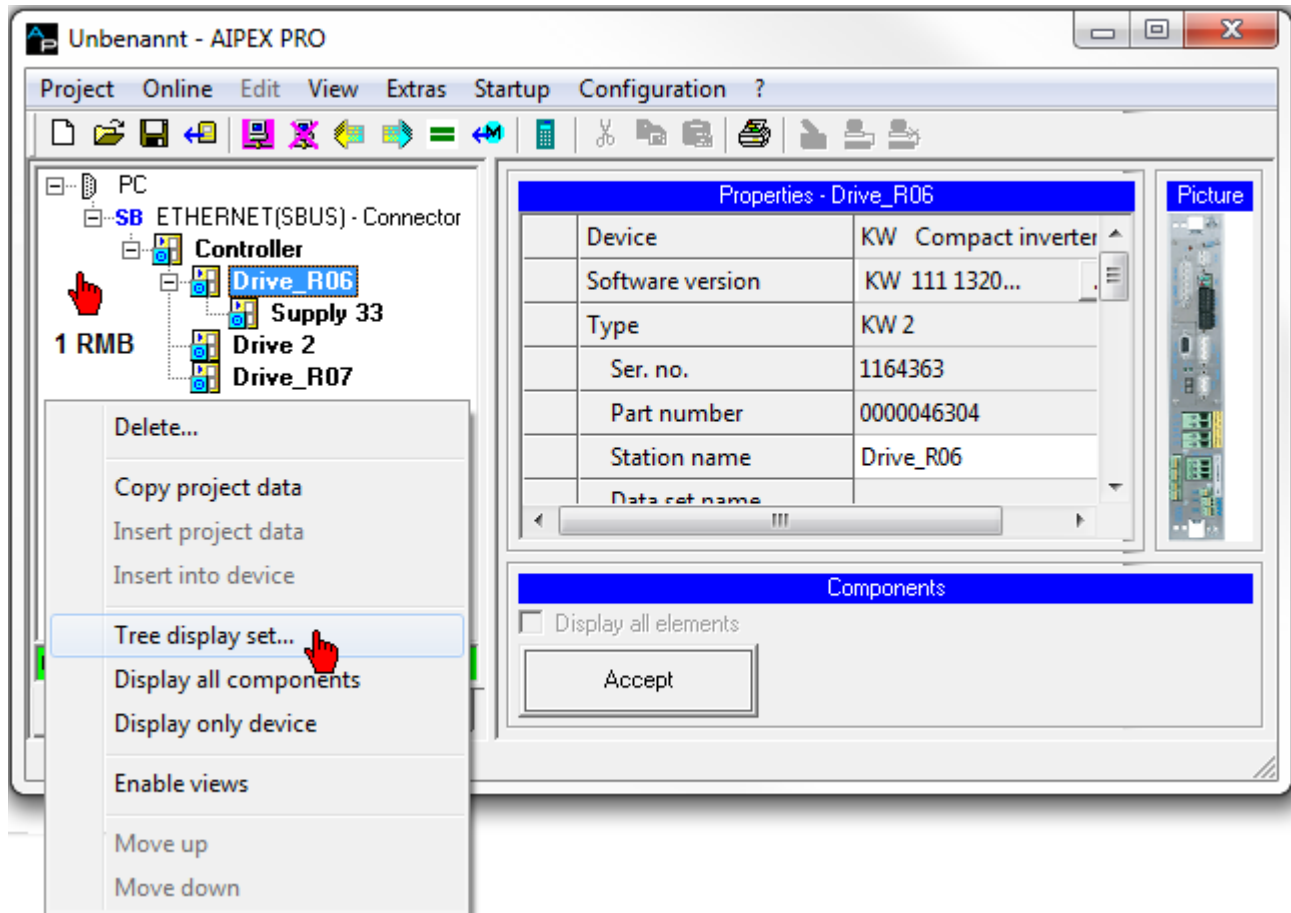 Unbenannt - AIPEX PRO
Project Online Edit View Extras Startup Configuration ?
PC
SB ETHERNET(SBUS) - Connector
Controller
Drive_R06
Supply 33
1 RMB
Drive 2
Drive_R07
Delete...
Copy project data
Insert project data
Insert into device
Tree display set...
Display all components
Display only device
Enable views
Move up
Move down
Properties - Drive_R06
Device KW Compact inverter
Software version KW 111 1320... .
Type KW 2
Ser. no. 1164363
Part number 0000046304
Station name Drive_R06
Data set name
Picture
Components
Display all elements
Accept